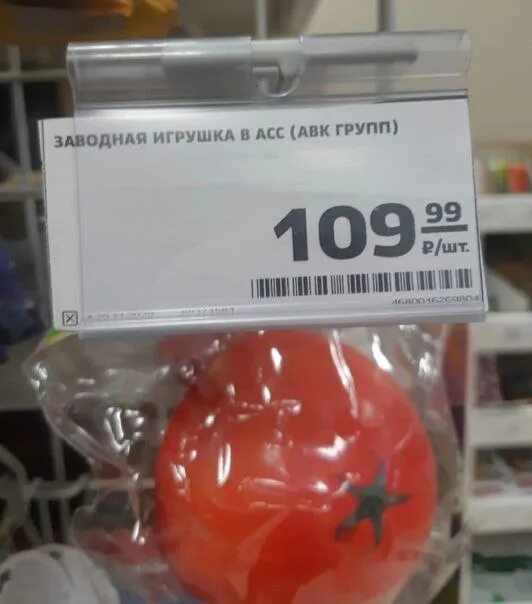 ЗАВОДНАЯ ИГРУШКА В АСС (АВК ГРУПП)
109 99
₽/шт.
4680016269804